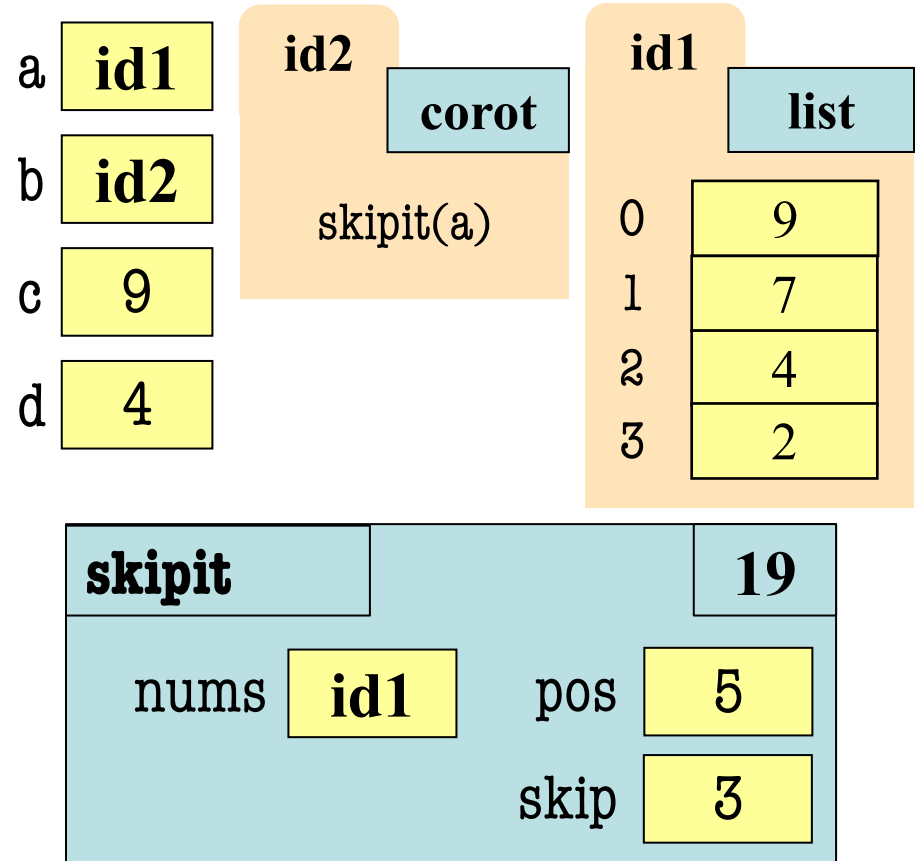 a id1
b id2
c 9
d 4
id2
corot
skipit(a)
id1
list
0 9
1 7
2 4
3 2
skipit 19
nums id1 pos 5
skip 3